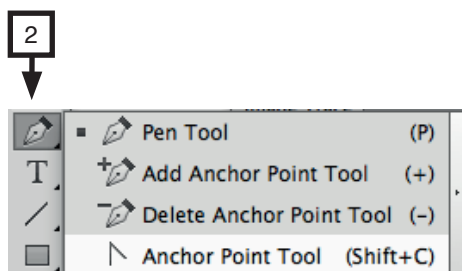 2
Pen Tool (P)
Add Anchor Point Tool (+)
T
Delete Anchor Point Tool (-)
Anchor Point Tool (Shift+C)